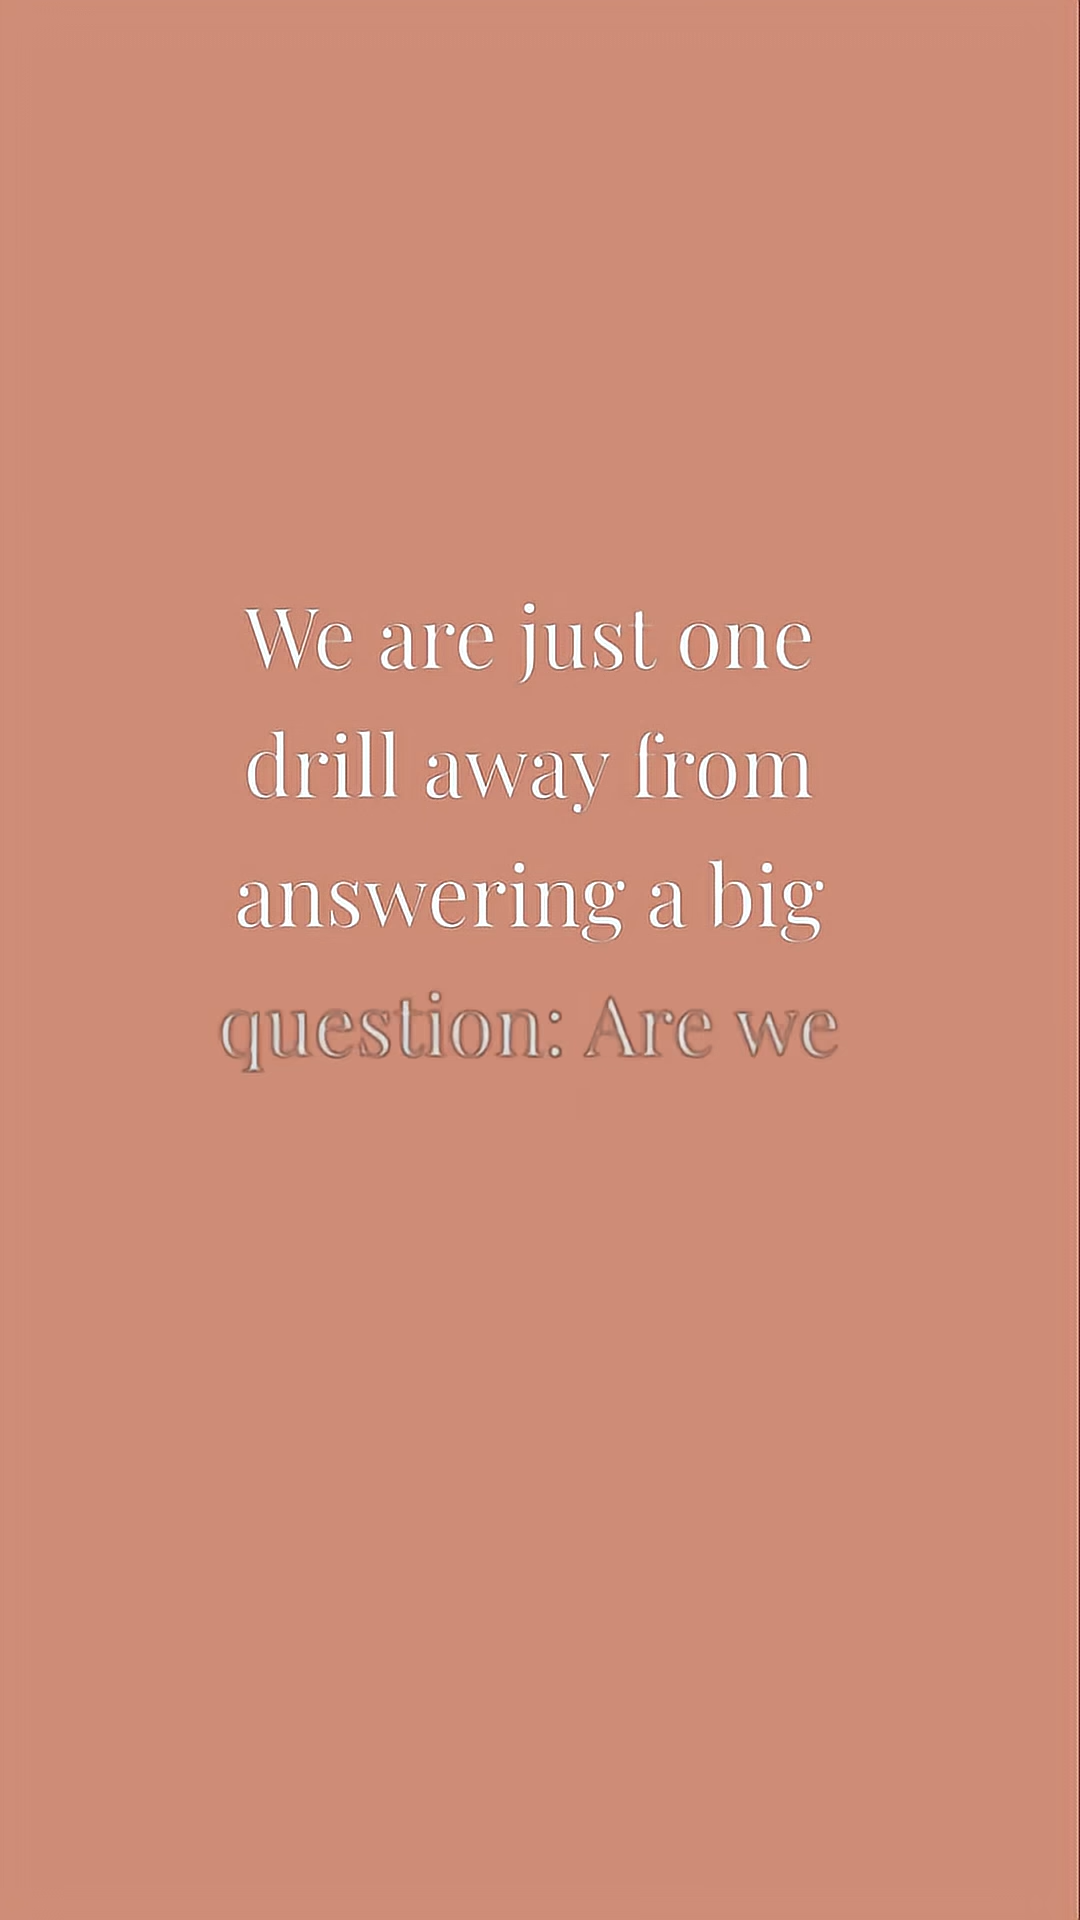 We are just one
drill away from
answering a big
question: Are we